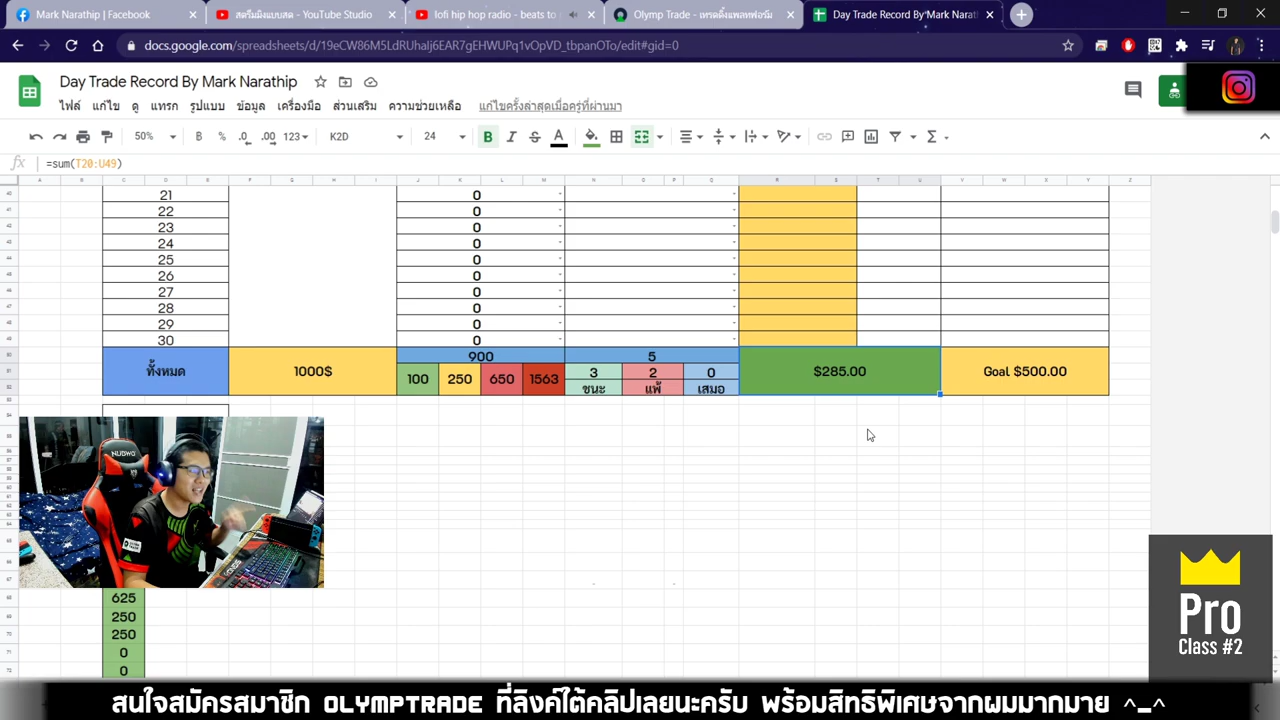 Mark Narathip | Facebook
สตรีมมิงแบบสด - YouTube Studio
lofi hip hop radio - beats to
Olymp Trade - เทรดดิ้งแพลทฟอร์ม
Day Trade Record By Mark Narath
docs.google.com/spreadsheets/d/19eCW86M5LdRUhaIj6EAR7gEHWUPq1vOpVD_tbpanOTo/edit#gid=0
Day Trade Record By Mark Narathip
ไฟล์ แก้ไข ดู แทรก รูปแบบ ข้อมูล เครื่องมือ ส่วนเสริม ความช่วยเหลือ แก้ไขครั้งล่าสุดเมื่อครู่ที่ผ่านมา
50% ฿ % .0 .00 123 K2D 24 B I S A
fx =sum(T20:U49)
21 0
22 0
23 0
24 0
25 0
26 0
27 0
28 0
29 0
30 0
ทั้งหมด 1000$ 900 5 $285.00 Goal $500.00
100 250 650 1563 3 2 0
ชนะ แพ้ เสมอ
625
250
250
0
0
NUBWO
Pro
Class #2
สนใจสมัครสมาชิก OLYMPTRADE ที่ลิงค์ใต้คลิปเลยนะครับ พร้อมสิทธิพิเศษจากผมมากมาย ^_^